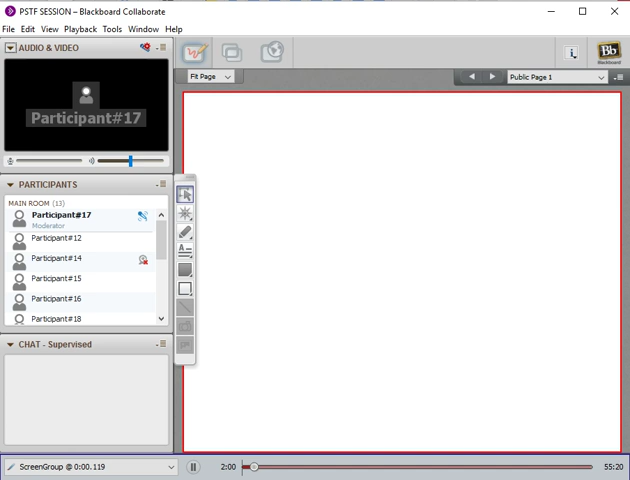 PSTF SESSION – Blackboard Collaborate
File Edit View Playback Tools Window Help
AUDIO & VIDEO
Participant#17
PARTICIPANTS
MAIN ROOM (13)
Participant#17
Moderator
Participant#12
Participant#14
Participant#15
Participant#16
Participant#18
CHAT - Supervised
Fit Page
Public Page 1
i
Bb
Blackboard
A
ScreenGroup @ 0:00.119
2:00
55:20